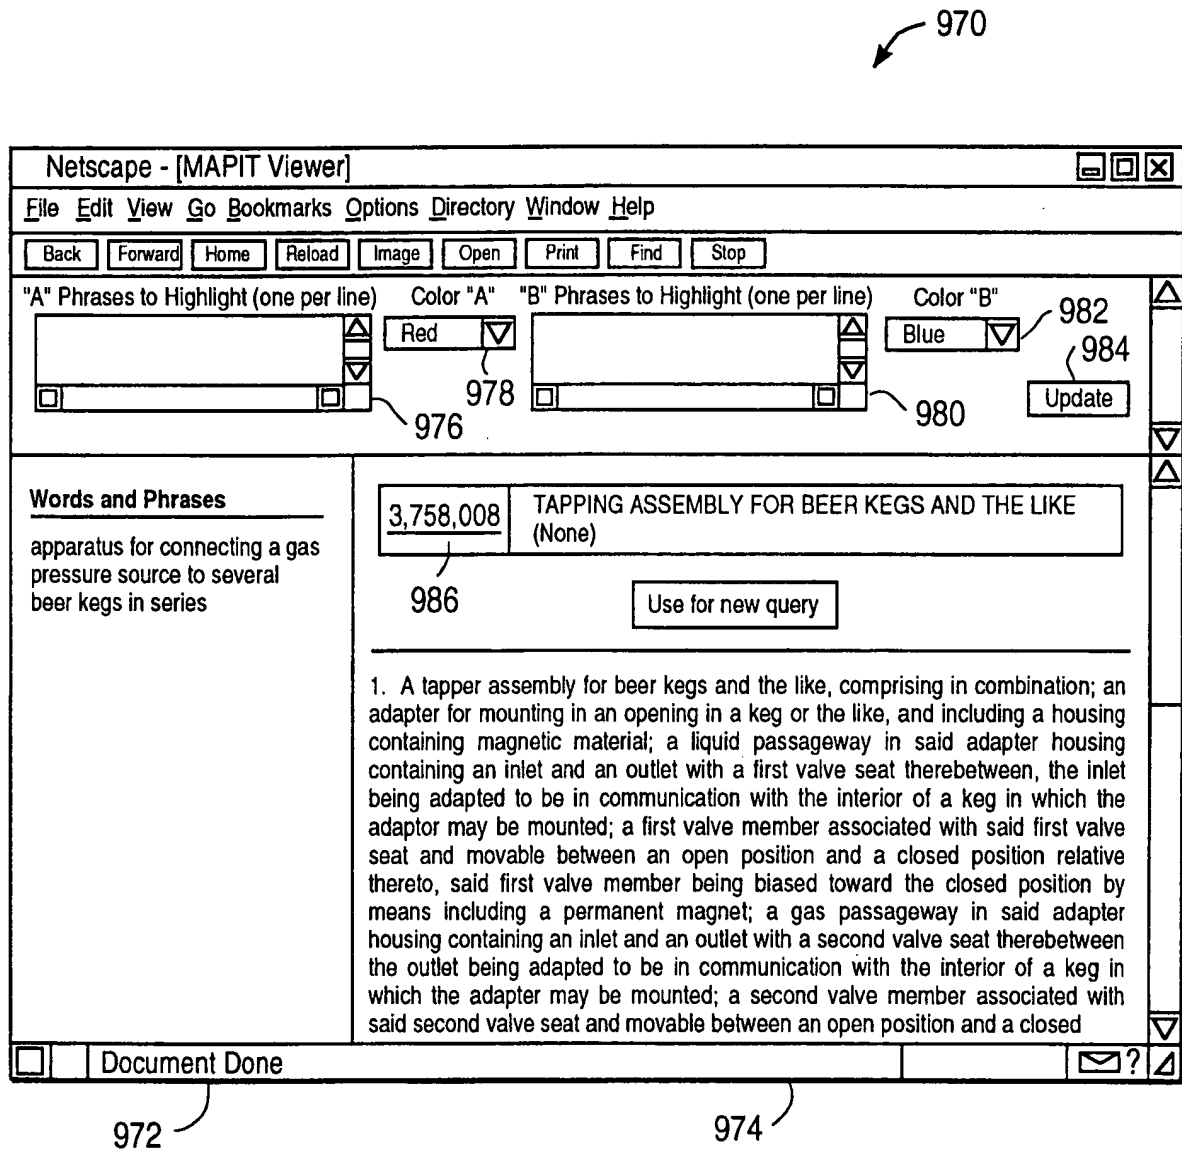 970
Netscape - [MAPIT Viewer]
File Edit View Go Bookmarks Options Directory Window Help
Back Forward Home Reload Image Open Print Find Stop
"A" Phrases to Highlight (one per line) Color "A" "B" Phrases to Highlight (one per line) Color "B"
Red Blue 982
984
978 980 Update
976
Words and Phrases
apparatus for connecting a gas
pressure source to several
beer kegs in series
3,758,008 TAPPING ASSEMBLY FOR BEER KEGS AND THE LIKE
(None)
986
Use for new query
1. A tapper assembly for beer kegs and the like, comprising in combination; an
adapter for mounting in an opening in a keg or the like, and including a housing
containing magnetic material; a liquid passageway in said adapter housing
containing an inlet and an outlet with a first valve seat therebetween, the inlet
being adapted to be in communication with the interior of a keg in which the
adaptor may be mounted; a first valve member associated with said first valve
seat and movable between an open position and a closed position relative
thereto, said first valve member being biased toward the closed position by
means including a permanent magnet; a gas passageway in said adapter
housing containing an inlet and an outlet with a second valve seat therebetween
the outlet being adapted to be in communication with the interior of a keg in
which the adapter may be mounted; a second valve member associated with
said second valve seat and movable between an open position and a closed
Document Done ?
972 974